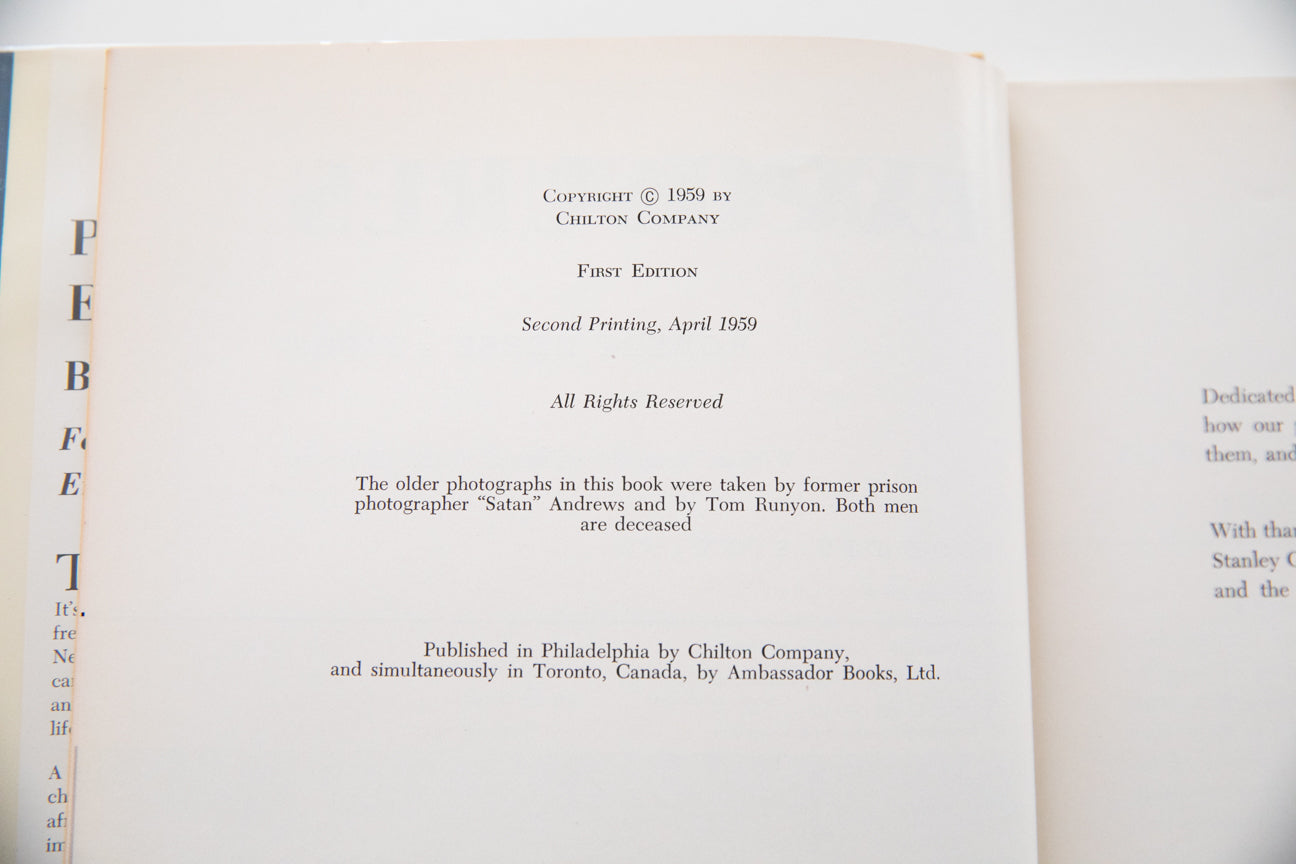 COPYRIGHT © 1959 BY
CHILTON COMPANY
FIRST EDITION
Second Printing, April 1959
All Rights Reserved
The older photographs in this book were taken by former prison
photographer “Satan” Andrews and by Tom Runyon. Both men
are deceased
Published in Philadelphia by Chilton Company,
and simultaneously in Toronto, Canada, by Ambassador Books, Ltd.
Dedicated
how our
them, and
With
Stanley
and the
It's
A